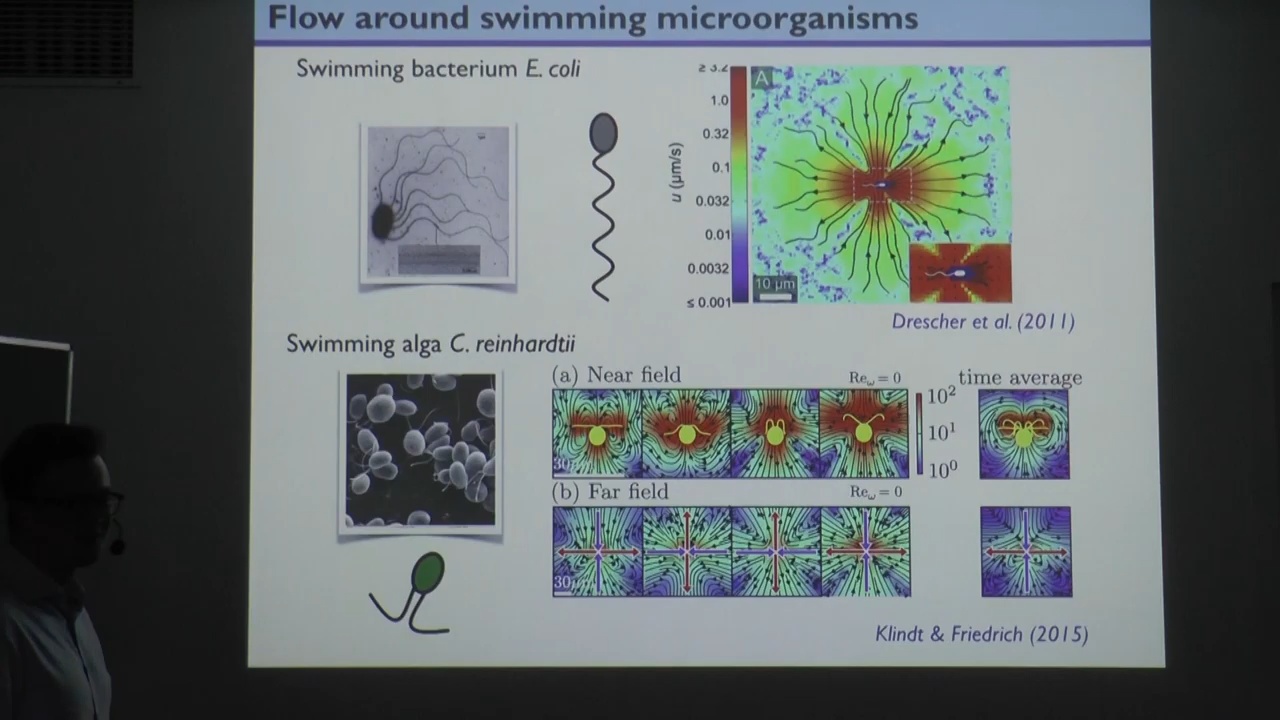 Flow around swimming microorganisms
Swimming bacterium E. coli
A
u (μm/s)
1.0
0.32
0.1
0.032
0.01
0.0032
≤ 0.001
10 μm
Drescher et al. (2011)
Swimming alga C. reinhardtii
(a) Near field
Reω = 0
time average
10²
10¹
10⁰
30
(b) Far field
Reω = 0
30
Klindt & Friedrich (2015)